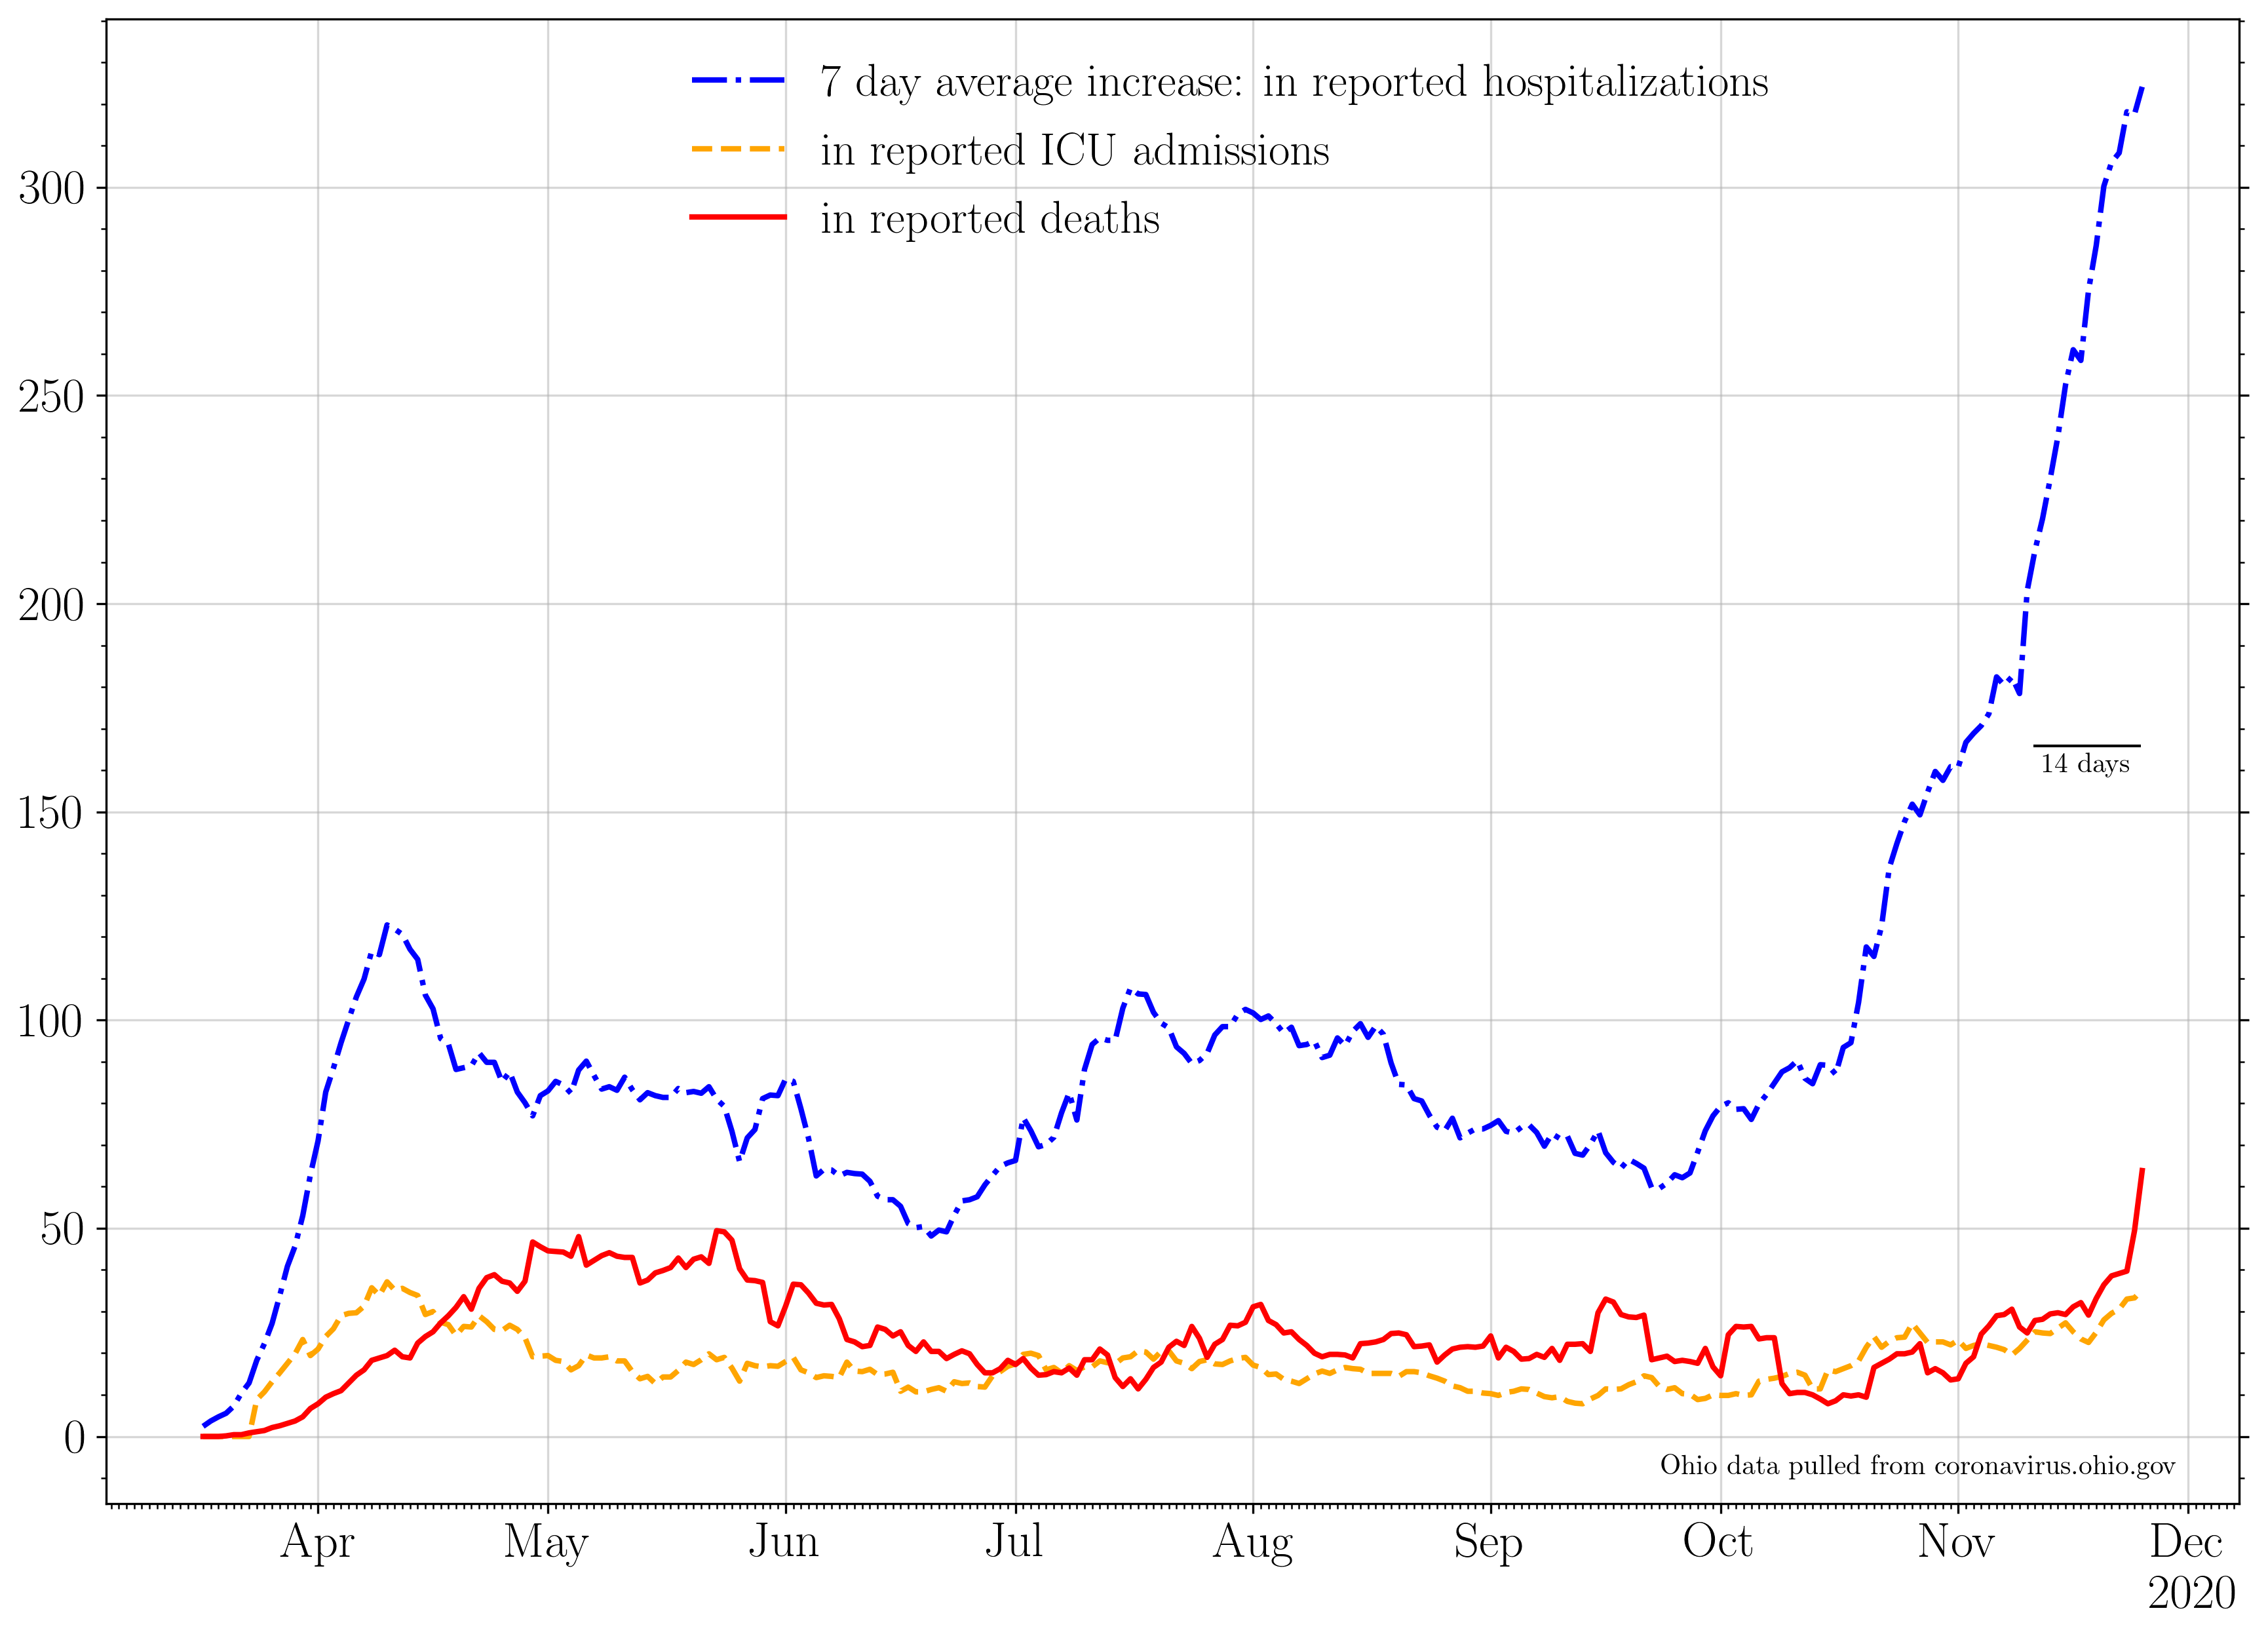 7 day average increase: in reported hospitalizations
in reported ICU admissions
in reported deaths
300
250
200
150
100
50
0
14 days
Ohio data pulled from coronavirus.ohio.gov
Apr May Jun Jul Aug Sep Oct Nov Dec
2020